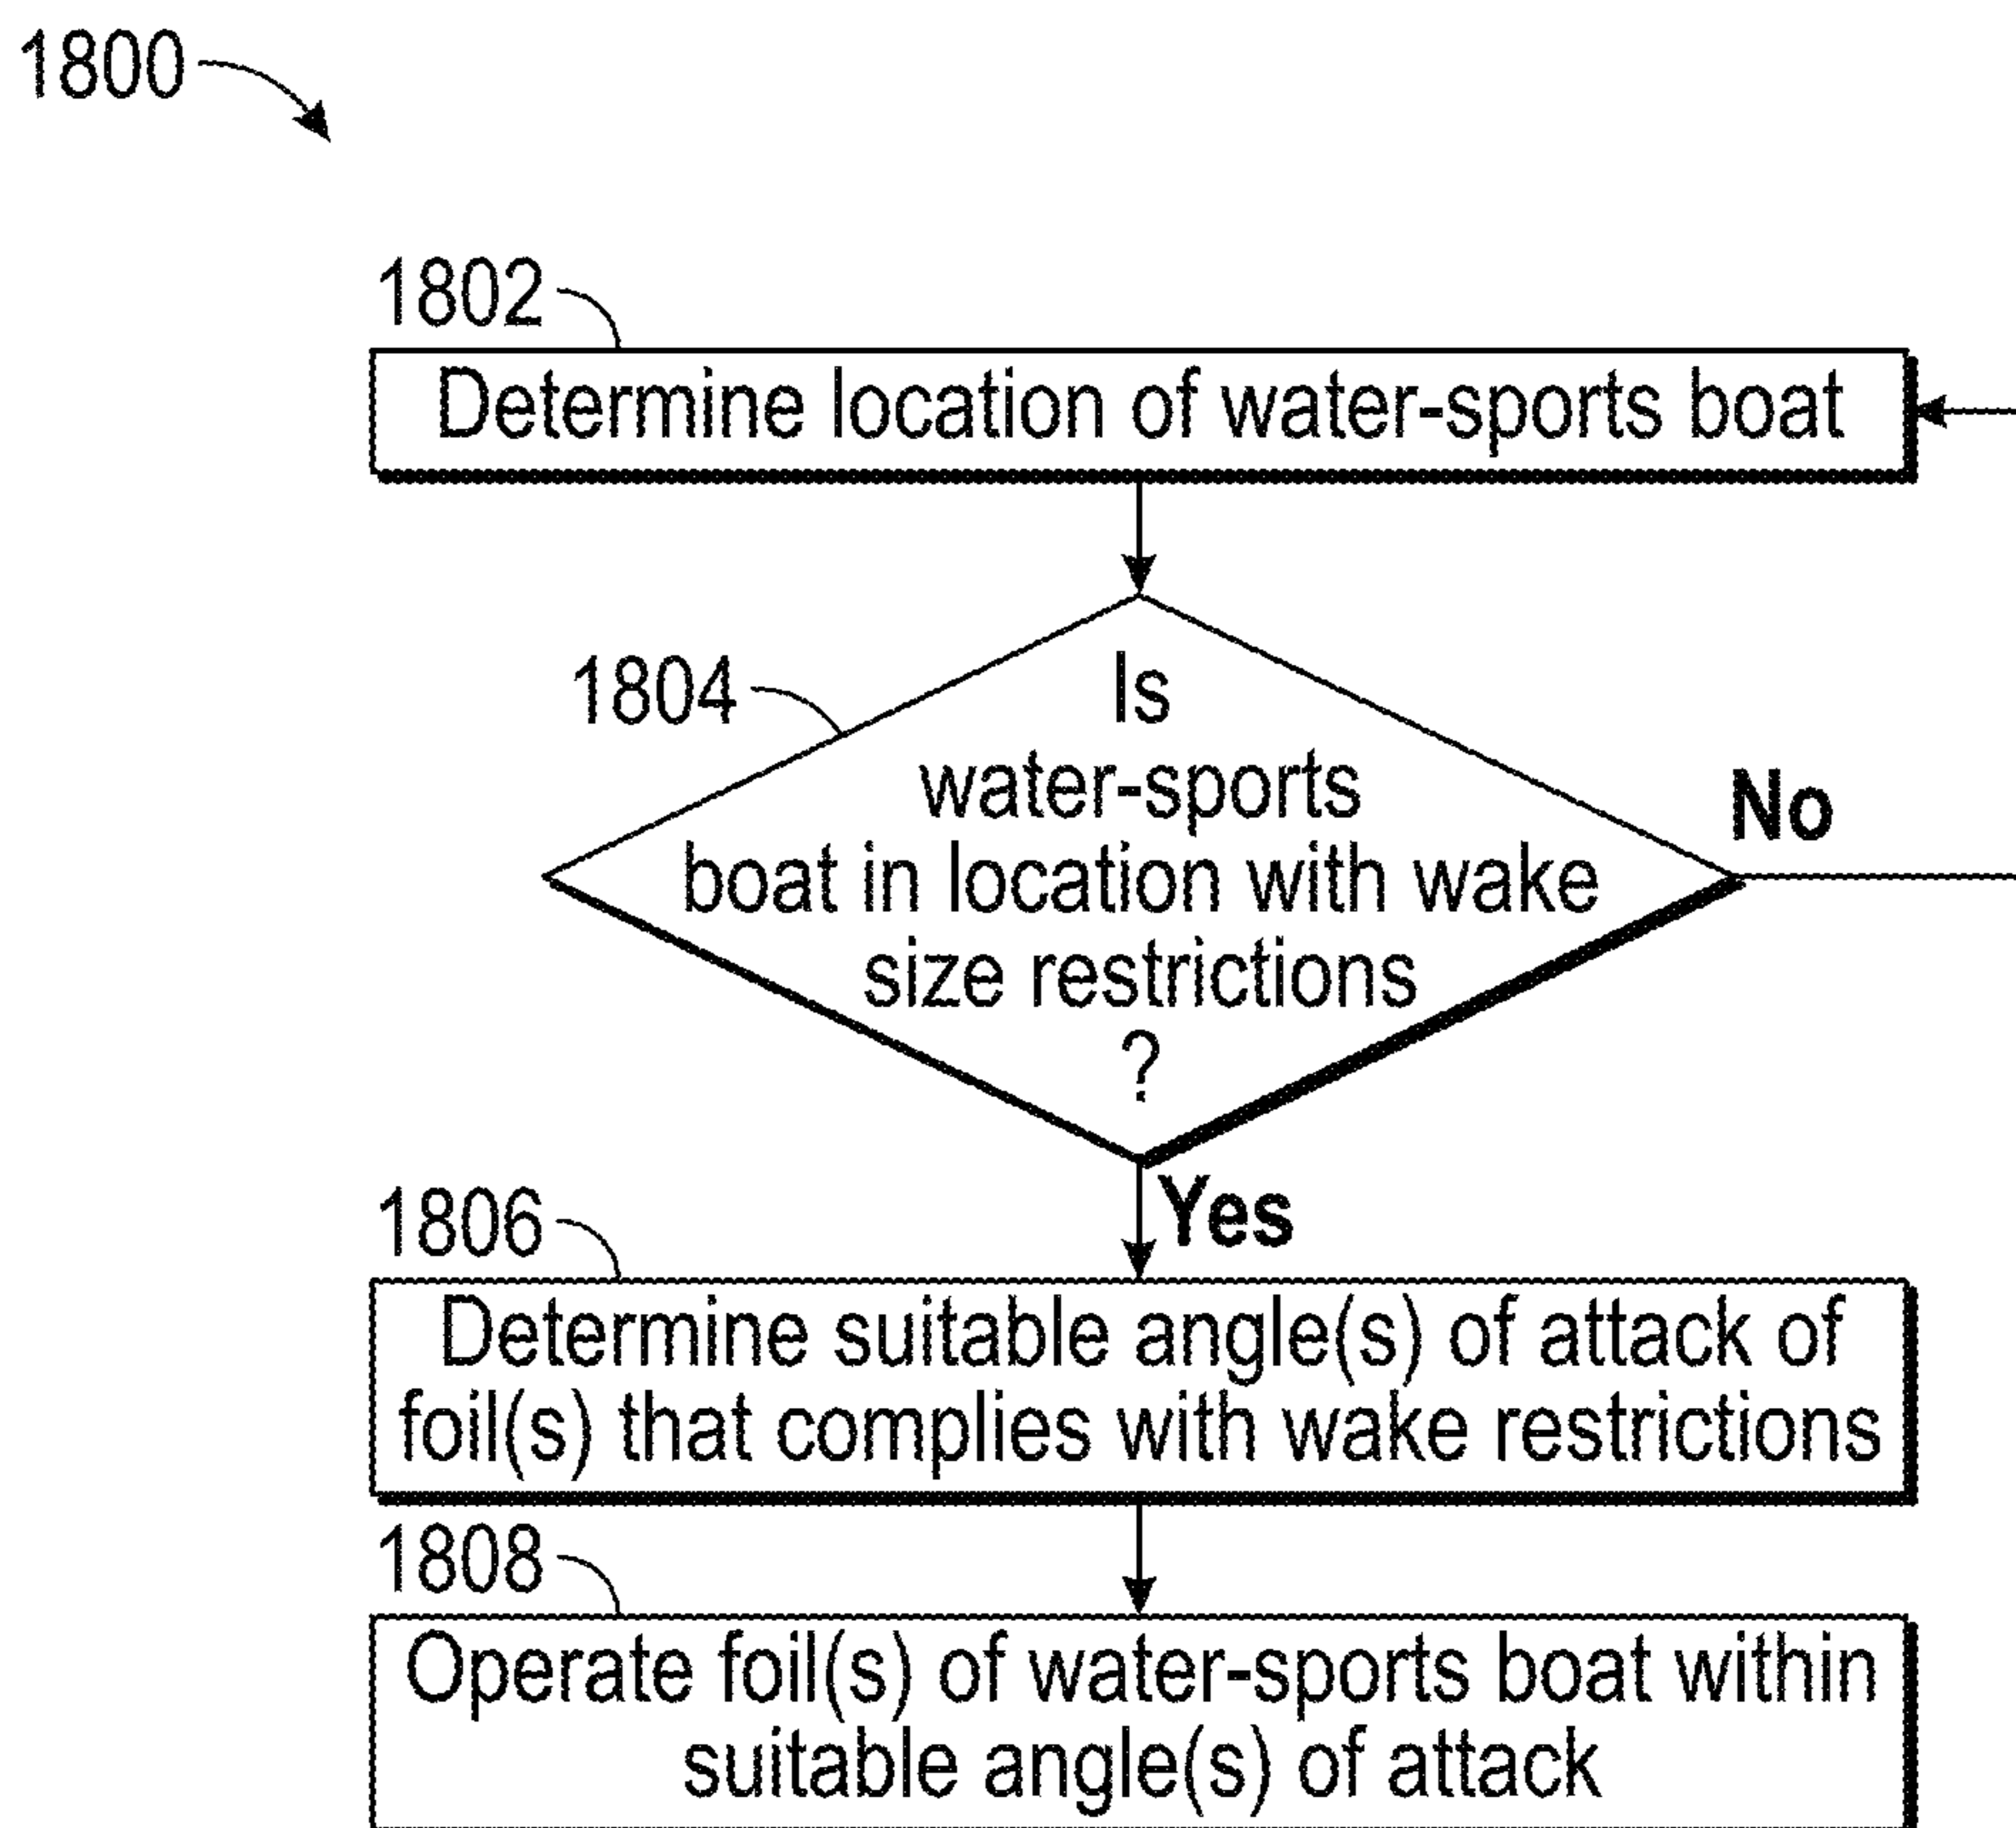 1800
1802
Determine location of water-sports boat
1804
Is
water-sports
boat in location with wake
size restrictions
?
No
Yes
1806
Determine suitable angle(s) of attack of
foil(s) that complies with wake restrictions
1808
Operate foil(s) of water-sports boat within
suitable angle(s) of attack